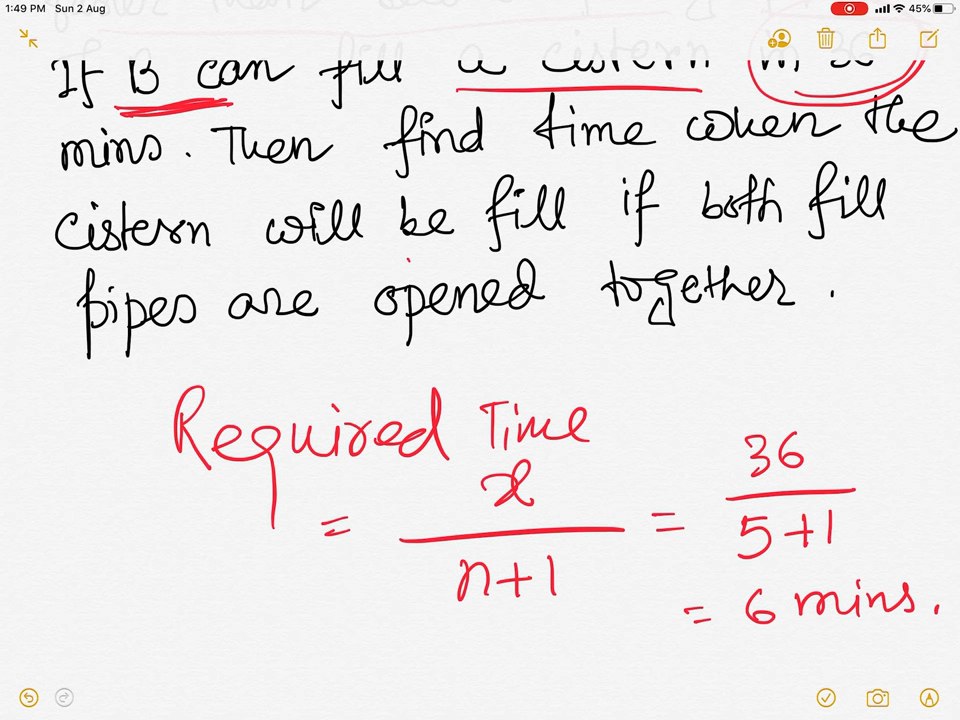 1:49 PM Sun 2 Aug
45%
If B can fill a cistern in 36
mins. Then find time when the
cistern will be fill if both fill
pipes are opened together.
Required Time
= x / n+1 = 36 / 5+1
= 6 mins.